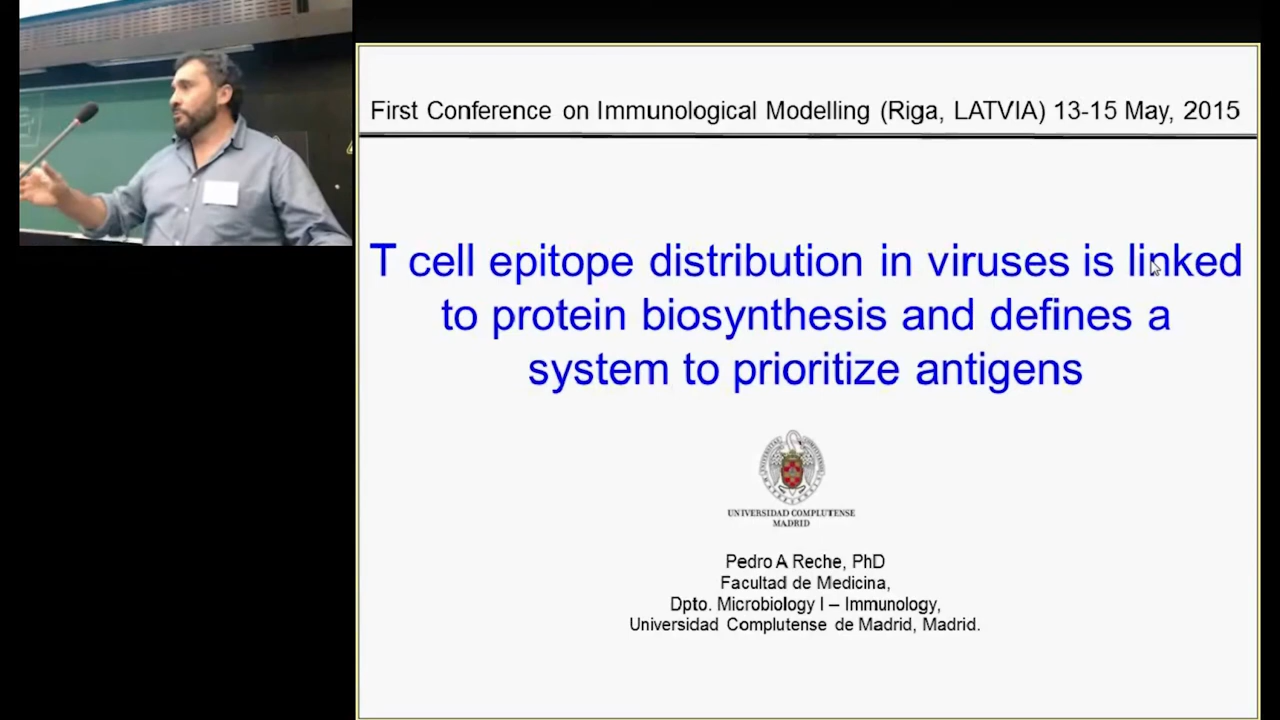 First Conference on Immunological Modelling (Riga, LATVIA) 13-15 May, 2015
T cell epitope distribution in viruses is linked
to protein biosynthesis and defines a
system to prioritize antigens
UNIVERSIDAD COMPLUTENSE
MADRID
Pedro A Reche, PhD
Facultad de Medicina,
Dpto. Microbiology I – Immunology,
Universidad Complutense de Madrid, Madrid.